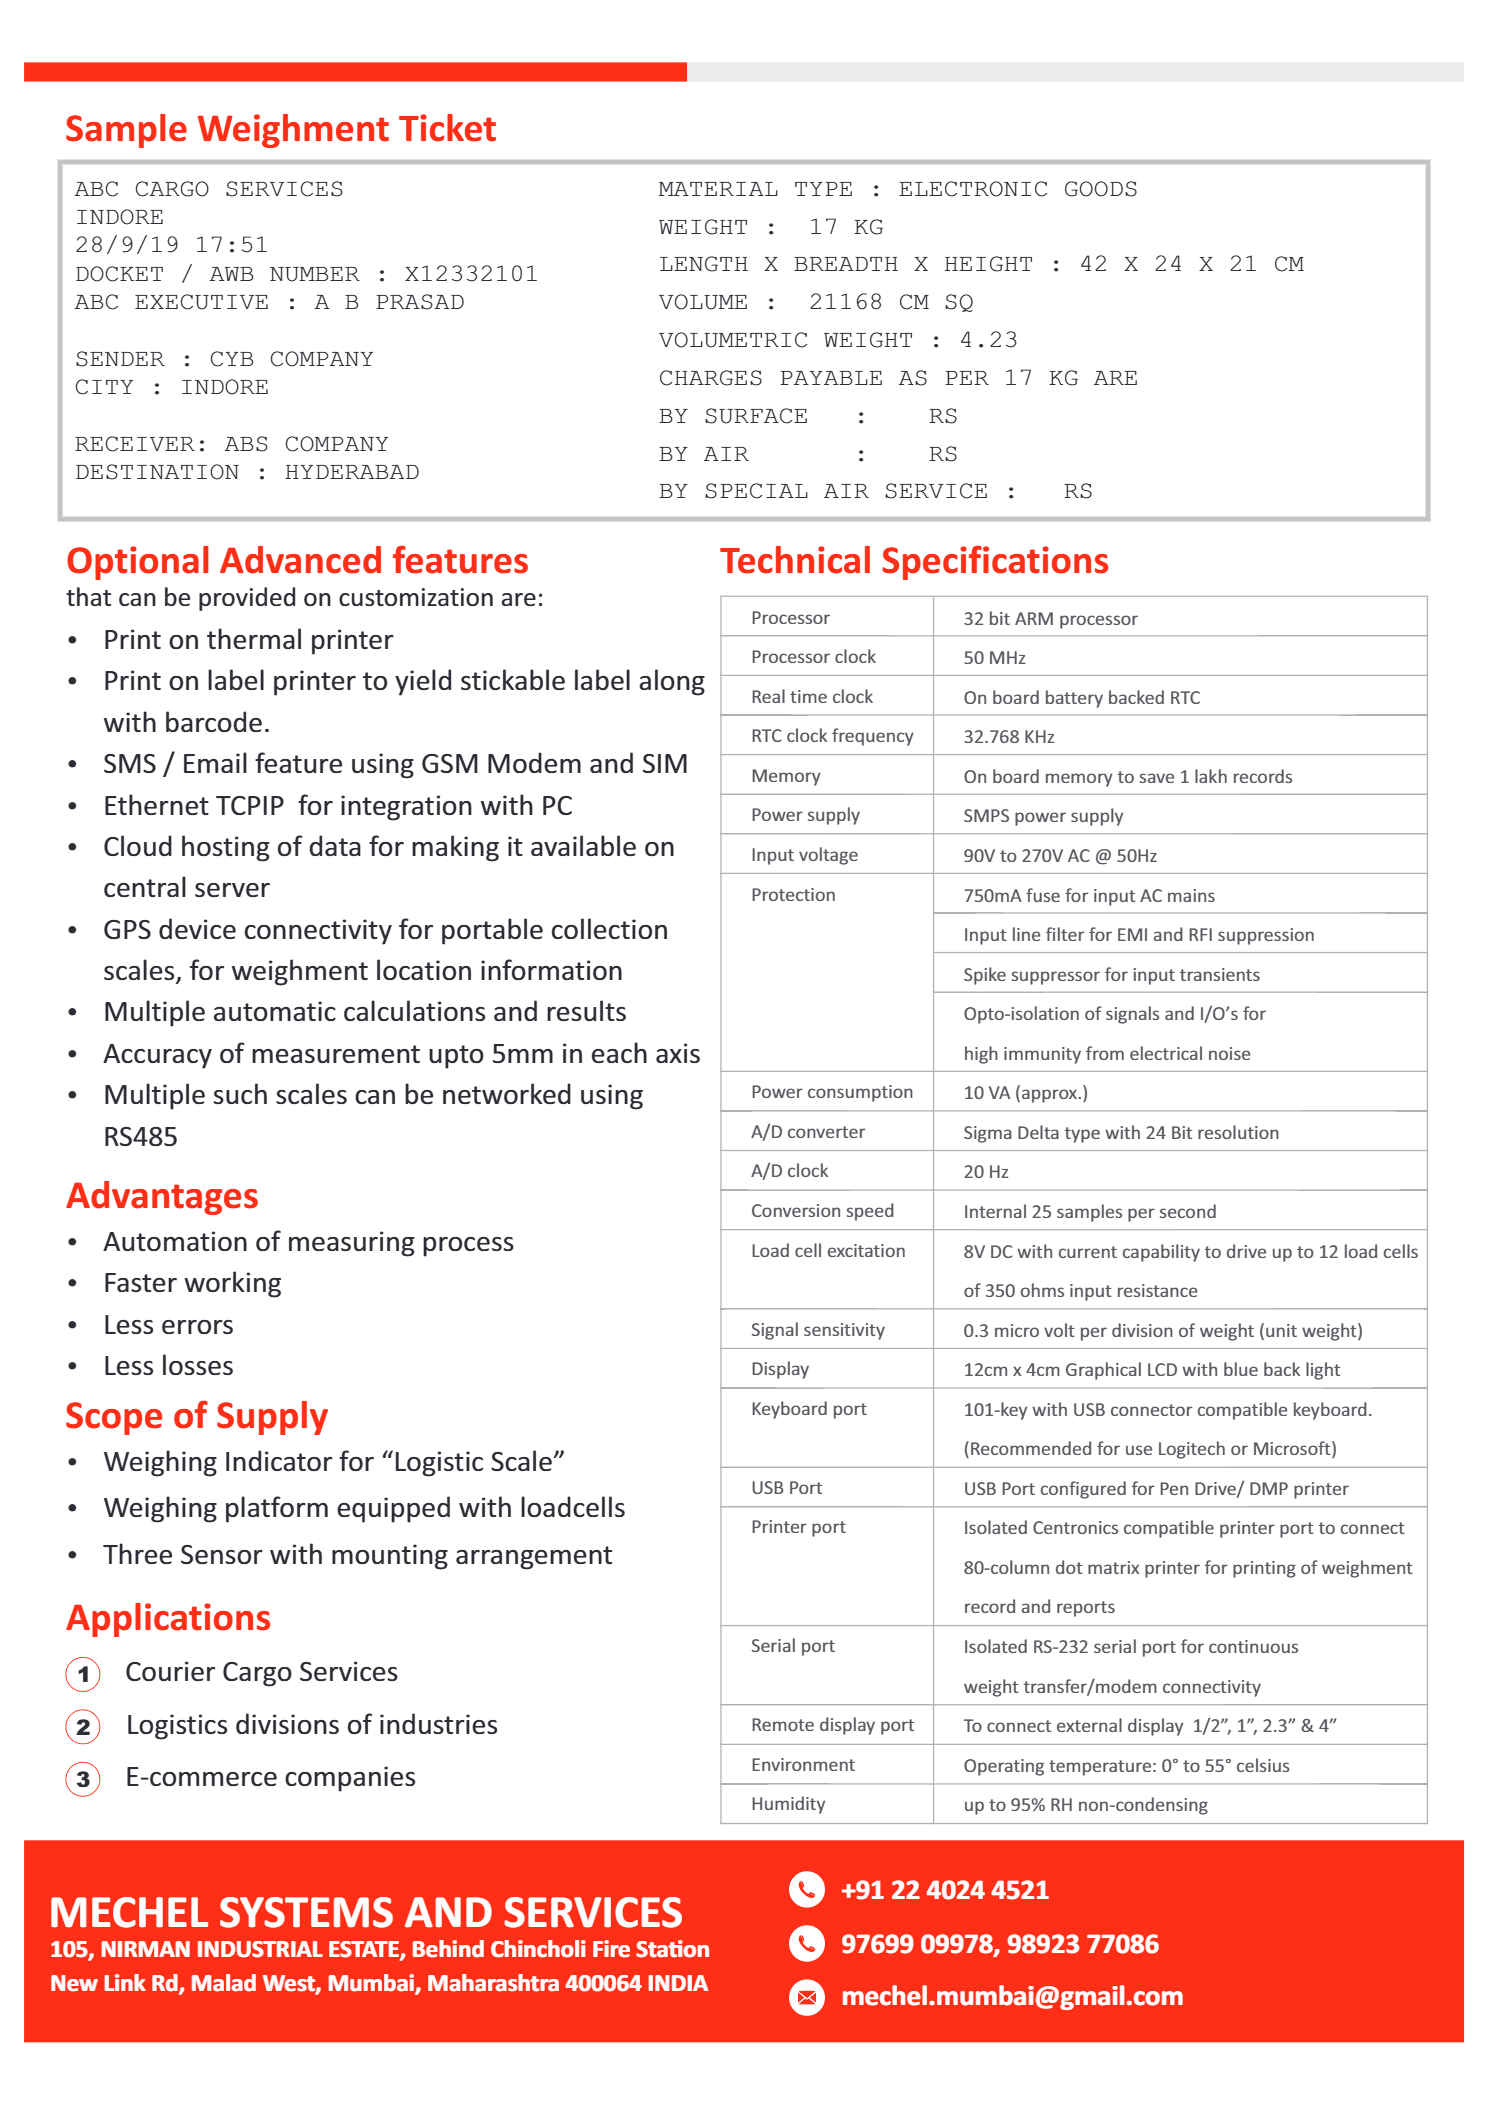 Sample Weighment Ticket
ABC CARGO SERVICES
INDORE
28/9/19 17:51
DOCKET / AWB NUMBER : X12332101
ABC EXECUTIVE : A B PRASAD
SENDER : CYB COMPANY
CITY : INDORE
RECEIVER: ABS COMPANY
DESTINATION : HYDERABAD
MATERIAL TYPE : ELECTRONIC GOODS
WEIGHT : 17 KG
LENGTH X BREADTH X HEIGHT : 42 X 24 X 21 CM
VOLUME : 21168 CM SQ
VOLUMETRIC WEIGHT : 4.23
CHARGES PAYABLE AS PER 17 KG ARE
BY SURFACE : RS
BY AIR : RS
BY SPECIAL AIR SERVICE : RS
Optional Advanced features
that can be provided on customization are:
• Print on thermal printer
• Print on label printer to yield stickable label along
with barcode.
• SMS / Email feature using GSM Modem and SIM
• Ethernet TCPIP for integration with PC
• Cloud hosting of data for making it available on
central server
• GPS device connectivity for portable collection
scales, for weighment location information
• Multiple automatic calculations and results
• Accuracy of measurement upto 5mm in each axis
• Multiple such scales can be networked using
RS485
Advantages
• Automation of measuring process
• Faster working
• Less errors
• Less losses
Scope of Supply
• Weighing Indicator for “Logistic Scale”
• Weighing platform equipped with loadcells
• Three Sensor with mounting arrangement
Applications
1 Courier Cargo Services
2 Logistics divisions of industries
3 E-commerce companies
Technical Specifications
Processor 32 bit ARM processor
Processor clock 50 MHz
Real time clock On board battery backed RTC
RTC clock frequency 32.768 KHz
Memory On board memory to save 1 lakh records
Power supply SMPS power supply
Input voltage 90V to 270V AC @ 50Hz
Protection 750mA fuse for input AC mains
Input line filter for EMI and RFI suppression
Spike suppressor for input transients
Opto-isolation of signals and I/O’s for
high immunity from electrical noise
Power consumption 10 VA (approx.)
A/D converter Sigma Delta type with 24 Bit resolution
A/D clock 20 Hz
Conversion speed Internal 25 samples per second
Load cell excitation 8V DC with current capability to drive up to 12 load cells
of 350 ohms input resistance
Signal sensitivity 0.3 micro volt per division of weight (unit weight)
Display 12cm x 4cm Graphical LCD with blue back light
Keyboard port 101-key with USB connector compatible keyboard.
(Recommended for use Logitech or Microsoft)
USB Port USB Port configured for Pen Drive/ DMP printer
Printer port Isolated Centronics compatible printer port to connect
80-column dot matrix printer for printing of weighment
record and reports
Serial port Isolated RS-232 serial port for continuous
weight transfer/modem connectivity
Remote display port To connect external display 1/2”, 1”, 2.3” & 4”
Environment Operating temperature: 0° to 55° celsius
Humidity up to 95% RH non-condensing
MECHEL SYSTEMS AND SERVICES
105, NIRMAN INDUSTRIAL ESTATE, Behind Chincholi Fire Station
New Link Rd, Malad West, Mumbai, Maharashtra 400064 INDIA
+91 22 4024 4521
97699 09978, 98923 77086
mechel.mumbai@gmail.com